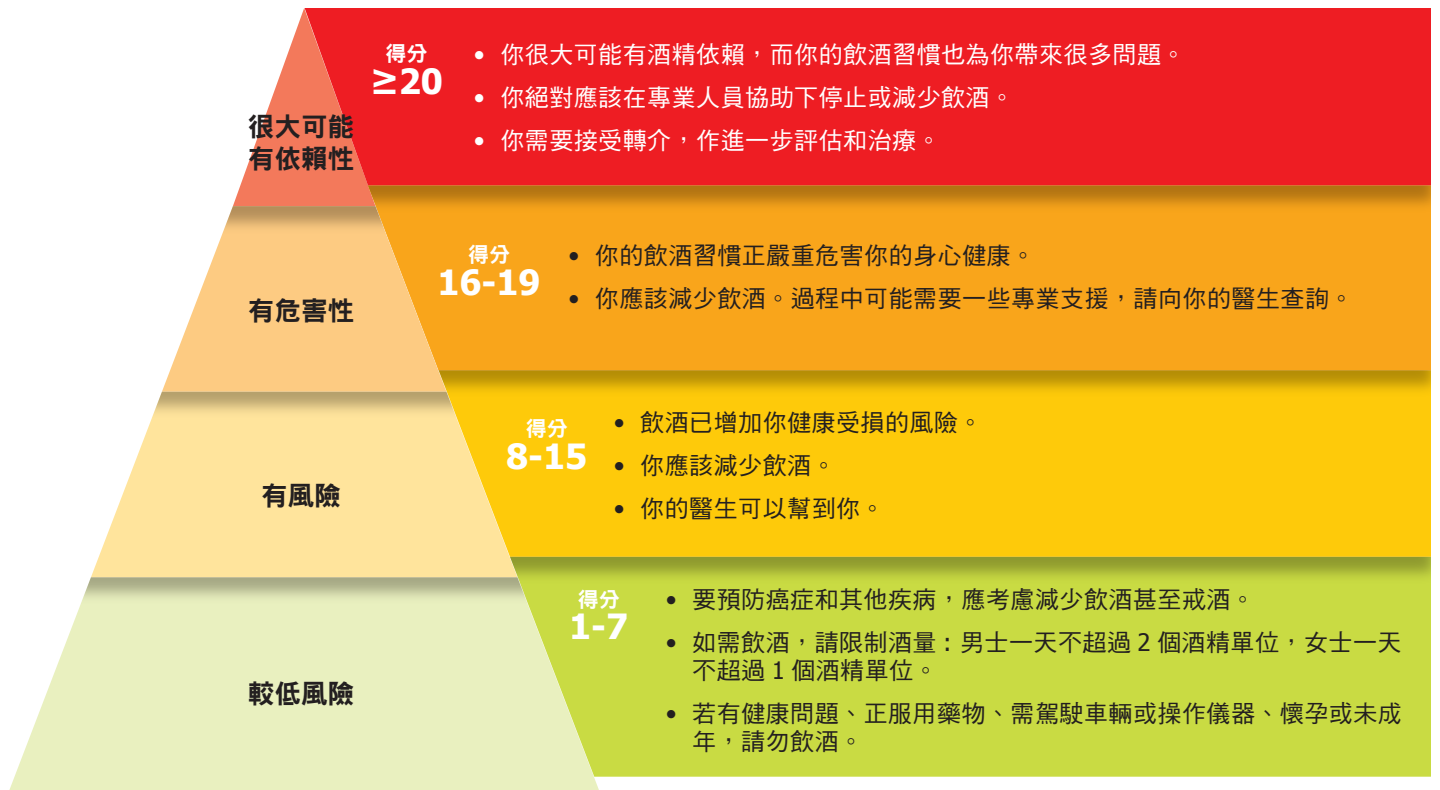 很大可能
有依賴性
得分
≥20
• 你很大可能有酒精依賴，而你的飲酒習慣也為你帶來很多問題。
• 你絕對應該在專業人員協助下停止或減少飲酒。
• 你需要接受轉介，作進一步評估和治療。
有危害性
得分
16-19
• 你的飲酒習慣正嚴重危害你的身心健康。
• 你應該減少飲酒。過程中可能需要一些專業支援，請向你的醫生查詢。
有風險
得分
8-15
• 飲酒已增加你健康受損的風險。
• 你應該減少飲酒。
• 你的醫生可以幫到你。
較低風險
得分
1-7
• 要預防癌症和其他疾病，應考慮減少飲酒甚至戒酒。
• 如需飲酒，請限制酒量：男士一天不超過 2 個酒精單位，女士一天
不超過 1 個酒精單位。
• 若有健康問題、正服用藥物、需駕駛車輛或操作儀器、懷孕或未成
年，請勿飲酒。